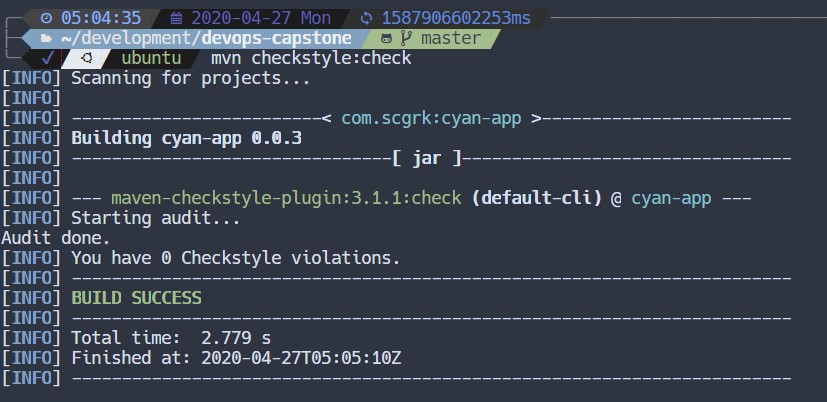 05:04:35 2020-04-27 Mon 1587906602253ms
~/development/devops-capstone master
✓ ubuntu mvn checkstyle:check
[INFO] Scanning for projects...
[INFO]
[INFO] -------------------------< com.scgrk:cyan-app >-------------------------
[INFO] Building cyan-app 0.0.3
[INFO] --------------------------------[ jar ]---------------------------------
[INFO]
[INFO] --- maven-checkstyle-plugin:3.1.1:check (default-cli) @ cyan-app ---
[INFO] Starting audit...
Audit done.
[INFO] You have 0 Checkstyle violations.
[INFO] ------------------------------------------------------------------------
[INFO] BUILD SUCCESS
[INFO] ------------------------------------------------------------------------
[INFO] Total time:  2.779 s
[INFO] Finished at: 2020-04-27T05:05:10Z
[INFO] ------------------------------------------------------------------------